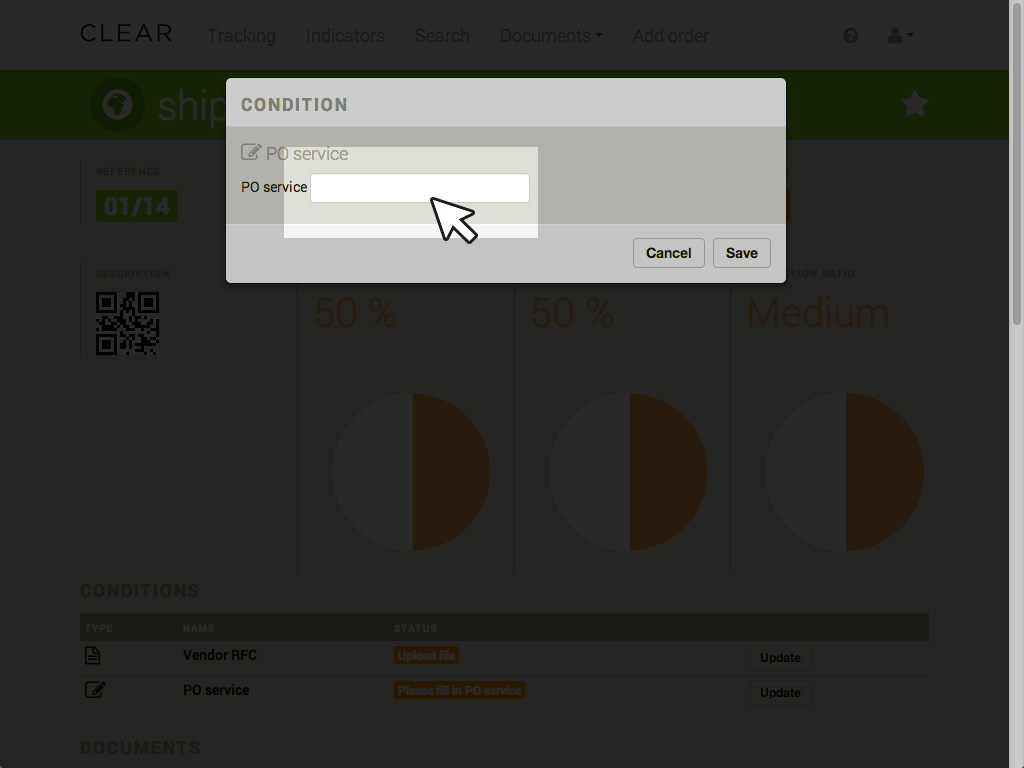 CLEAR Tracking Indicators Search Documents Add order
ship
CONDITION
PO service
PO service
Cancel Save
REFERENCE
01/14
DESCRIPTION
CTION RATIO
50 % 50 % Medium
CONDITIONS
TYPE NAME STATUS
Vendor RFC Upload file Update
PO service Please fill in PO service Update
DOCUMENTS